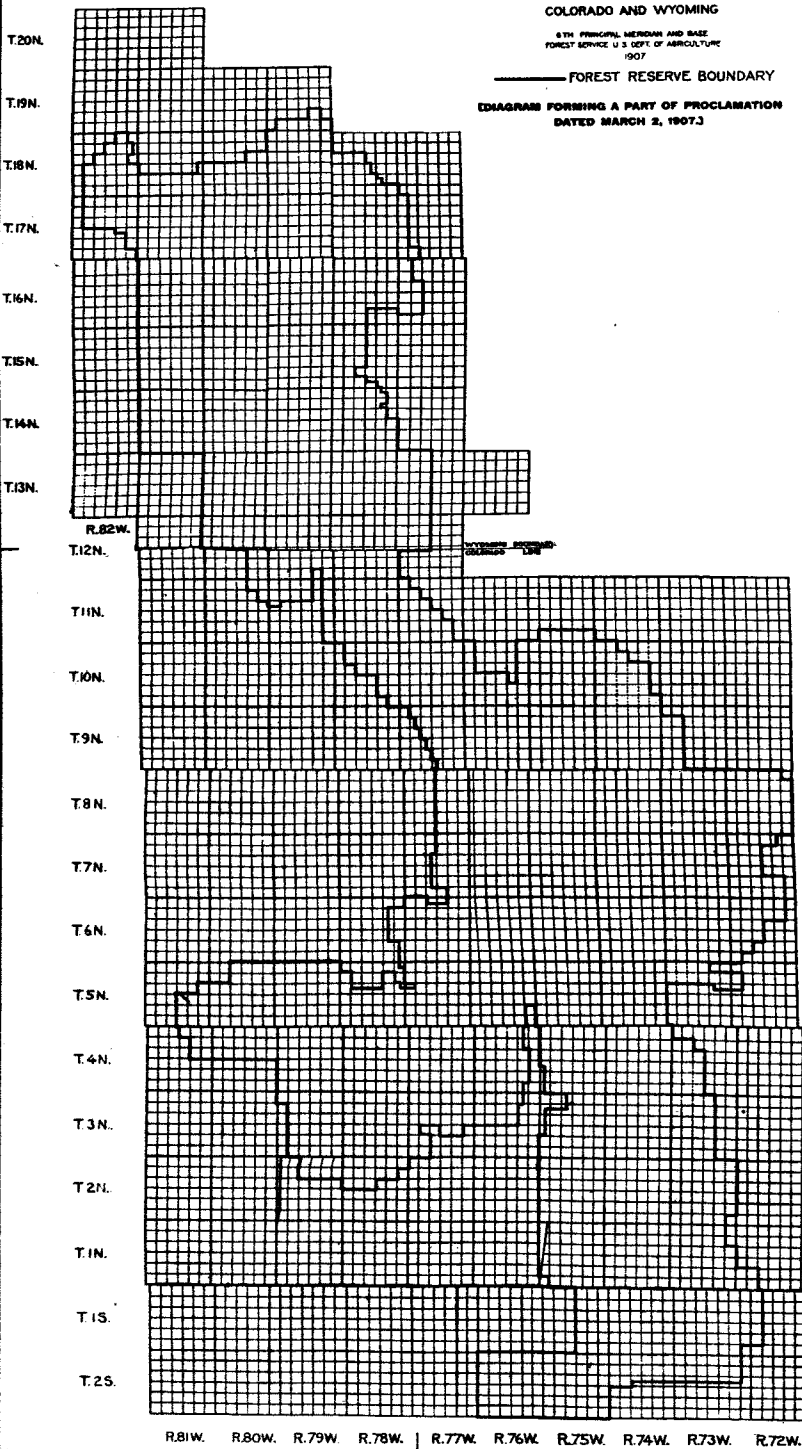 COLORADO AND WYOMING
6TH PRINCIPAL MERIDIAN AND BASE
FOREST SERVICE U S DEPT. OF AGRICULTURE
1907
FOREST RESERVE BOUNDARY
[DIAGRAM FORMING A PART OF PROCLAMATION
DATED MARCH 2, 1907.]
T.20N.
T.19N.
T.18N.
T.17N.
T.16N.
T.15N.
T.14N.
T.13N.
R.82W.
T.12N.
WYOMING BOUNDARY
COLORADO LINE
T.11N.
T.10N.
T.9N.
T.8N.
T.7N.
T.6N.
T.5N.
T.4N.
T.3N.
T.2N.
T.1N.
T.1S.
T.2S.
R.81W. R.80W. R.79W. R.78W. R.77W. R.76W. R.75W. R.74W. R.73W. R.72W.